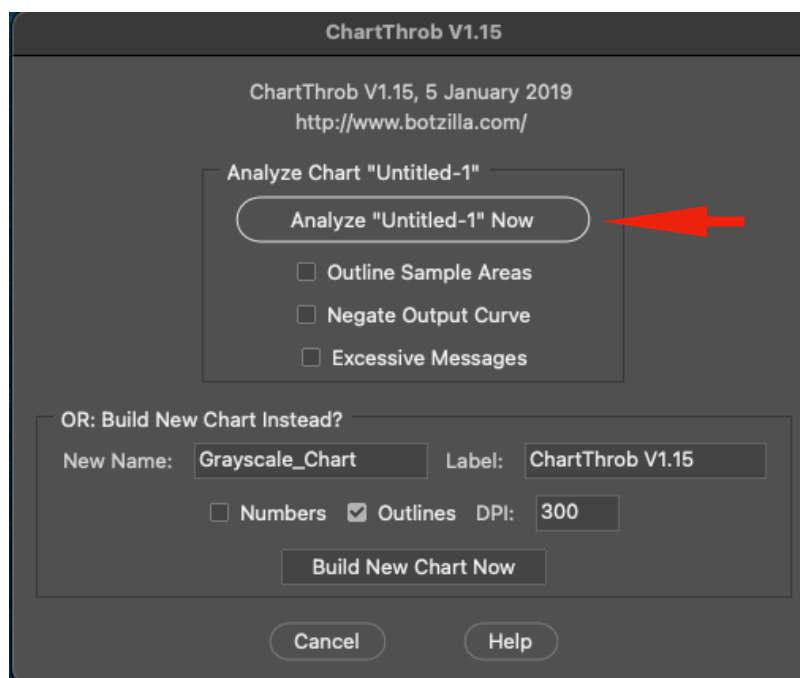 ChartThrob V1.15
ChartThrob V1.15, 5 January 2019
http://www.botzilla.com/
Analyze Chart "Untitled-1"
Analyze "Untitled-1" Now
Outline Sample Areas
Negate Output Curve
Excessive Messages
OR: Build New Chart Instead?
New Name: Grayscale_Chart Label: ChartThrob V1.15
Numbers Outlines DPI: 300
Build New Chart Now
Cancel Help